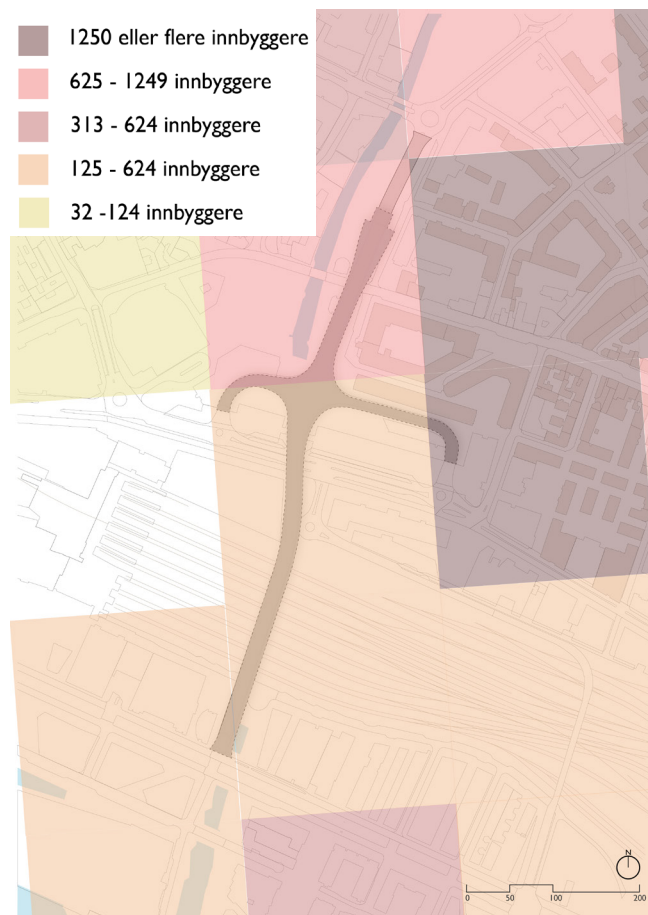 1250 eller flere innbyggere
625 - 1249 innbyggere
313 - 624 innbyggere
125 - 624 innbyggere
32 -124 innbyggere
N
0 50 100 200